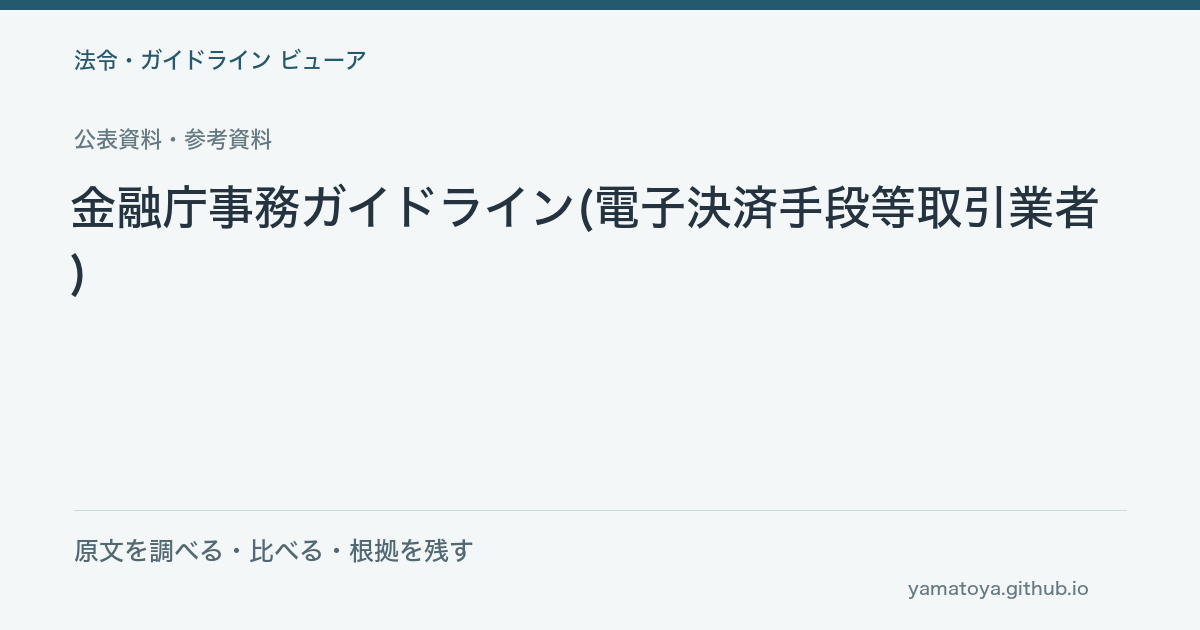 法令・ガイドライン ビューア
公表資料・参考資料
金融庁事務ガイドライン(電子決済手段等取引業者
)
原文を調べる・比べる・根拠を残す
yamatoya.github.io